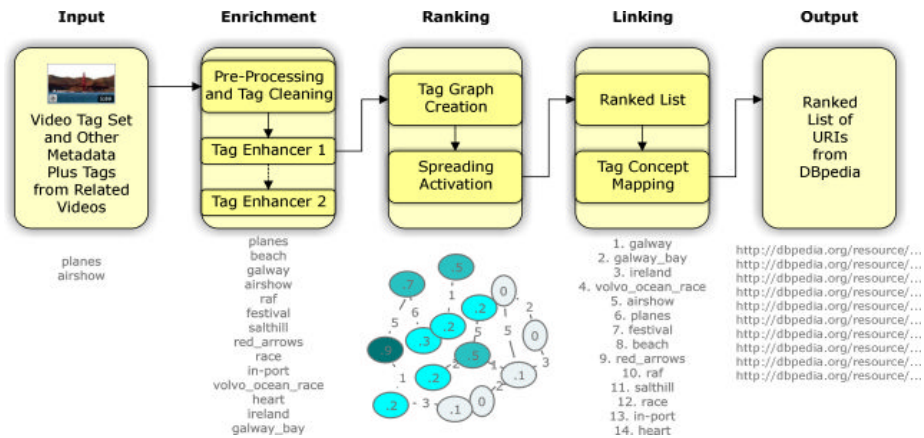 Input
Enrichment
Ranking
Linking
Output
Video Tag Set
and Other
Metadata
Plus Tags
from Related
Videos
Pre-Processing
and Tag Cleaning
Tag Enhancer 1
Tag Enhancer 2
Tag Graph
Creation
Spreading
Activation
Ranked List
Tag Concept
Mapping
Ranked
List of
URIs
from
DBpedia
planes
airshow
planes
beach
galway
airshow
raf
festival
salthill
red_arrows
race
in-port
volvo_ocean_race
heart
ireland
galway_bay
.5
.7
1
0
2
.2
5
6
.2
.3
5
5
0
.9
.5
2
1
.2
.1
3
1
2
.2
3
.1
0
1. galway
2. galway_bay
3. ireland
4. volvo_ocean_race
5. airshow
6. planes
7. festival
8. beach
9. red_arrows
10. raf
11. salthill
12. race
13. in-port
14. heart
http://dbpedia.org/resource/...
http://dbpedia.org/resource/...
http://dbpedia.org/resource/...
http://dbpedia.org/resource/...
http://dbpedia.org/resource/...
http://dbpedia.org/resource/...
http://dbpedia.org/resource/...
http://dbpedia.org/resource/...
http://dbpedia.org/resource/...
http://dbpedia.org/resource/...